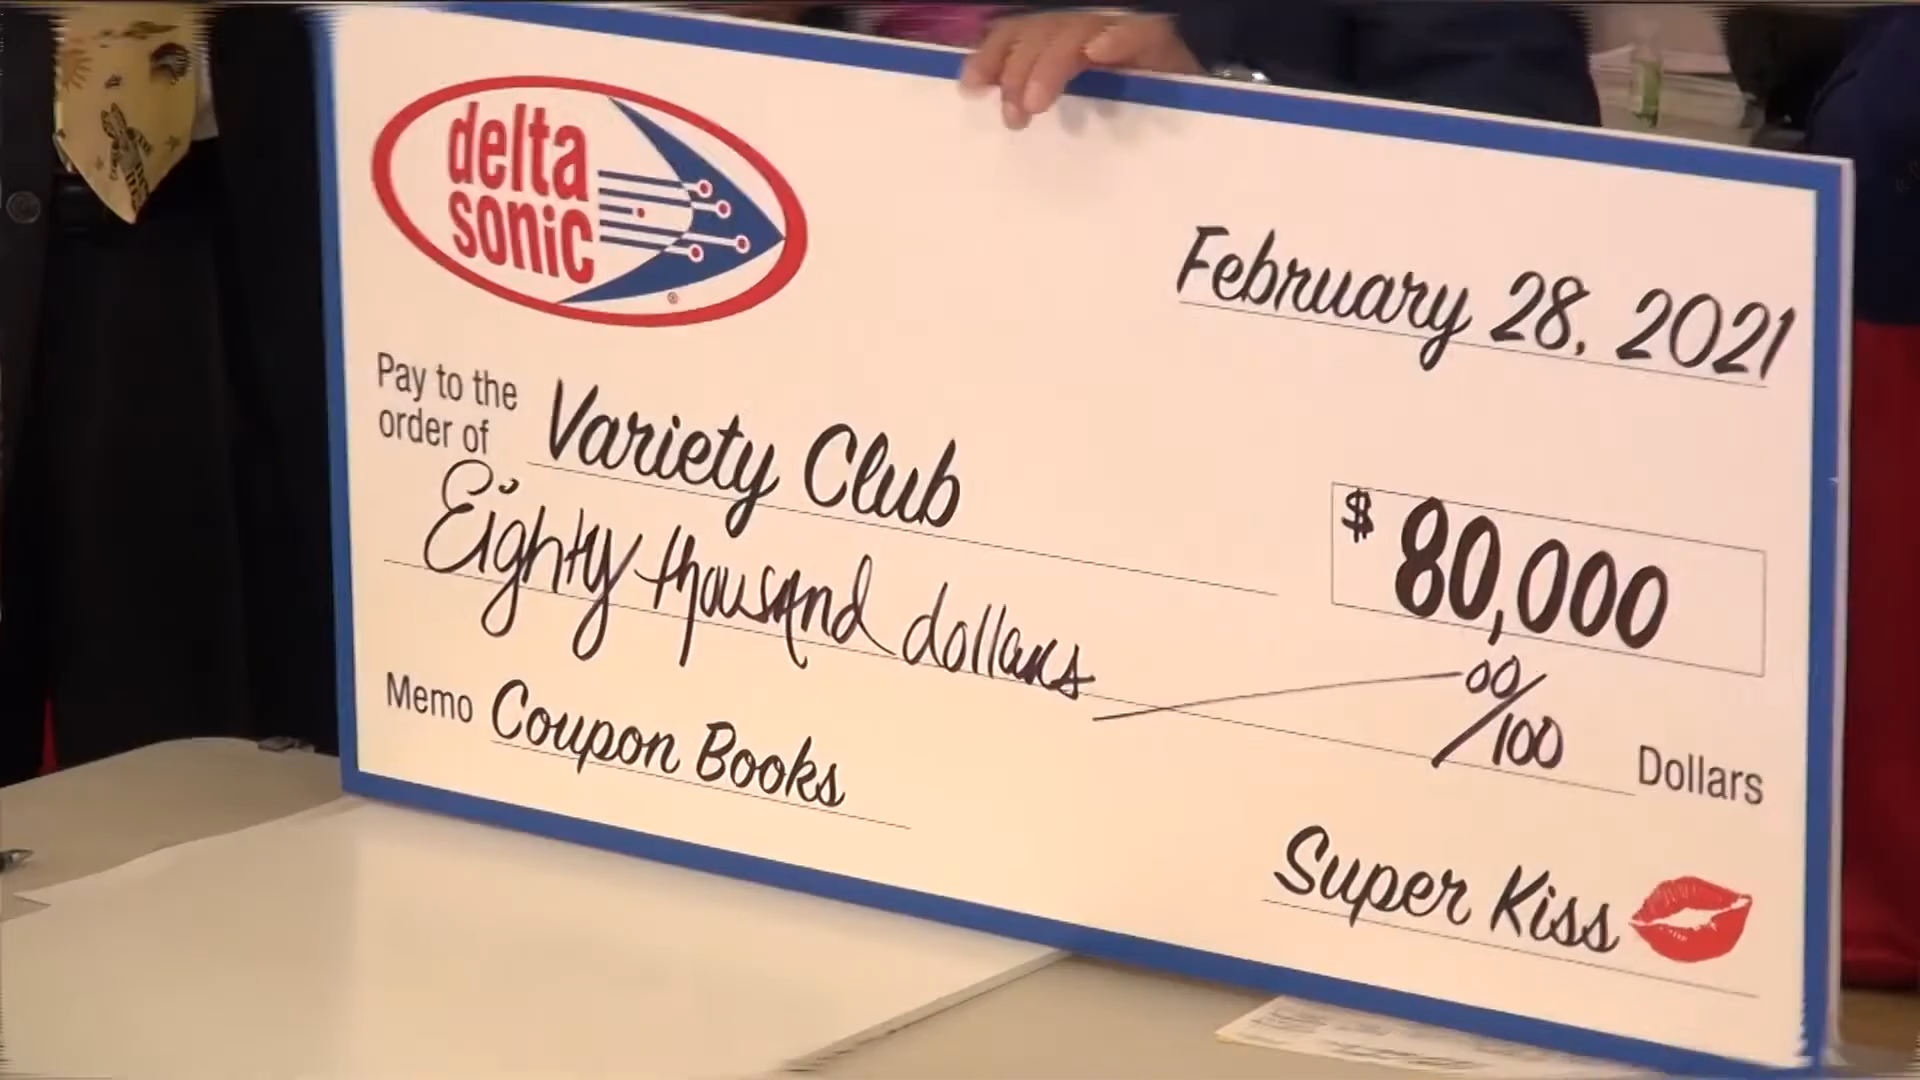 delta
sonic
®
February 28, 2021
Pay to the
order of
Variety Club
$ 80,000
Eighty thousand dollars
00/100
Dollars
Memo Coupon Books
Super Kiss